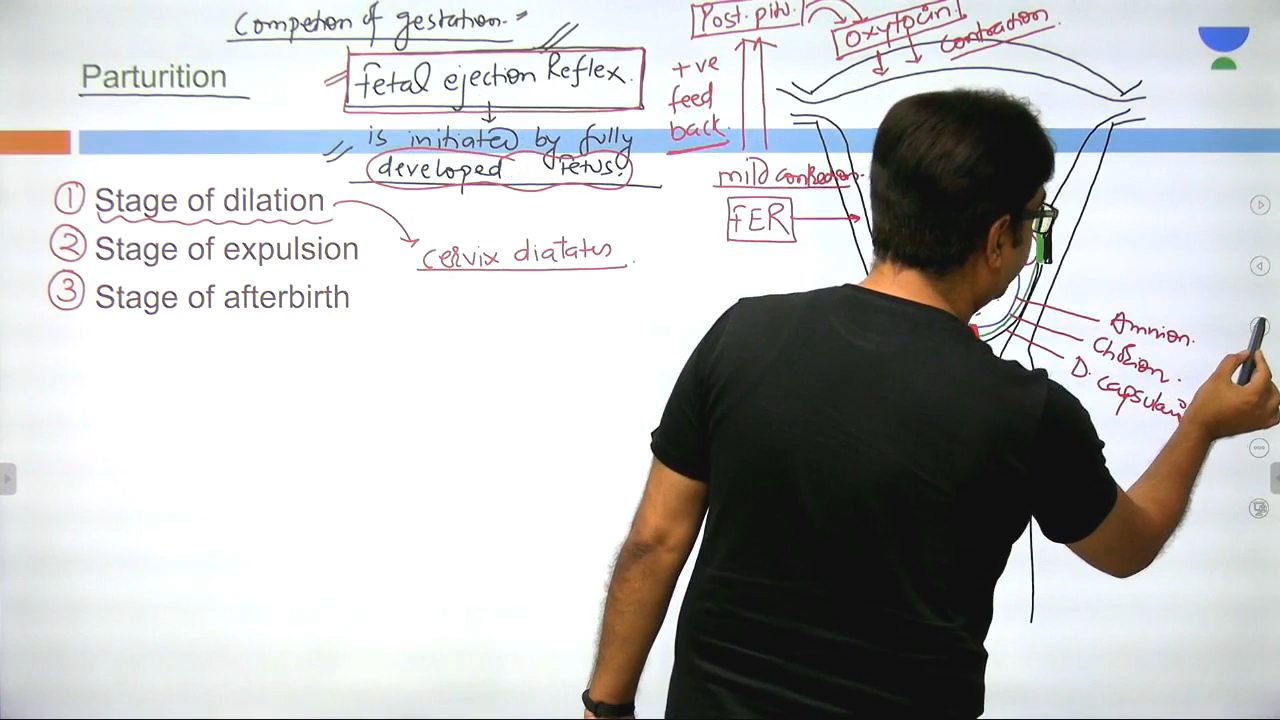 Competion of gestation.
Parturition
fetal ejection Reflex.
is initiated by fully
developed fetus.
1 Stage of dilation
2 Stage of expulsion
3 Stage of afterbirth
cervix diatates
Post. pitu.
Oxytocin
contraction
+ve
feed
back.
mild contraction.
FER
Amnion.
Chorion.
D. capsularis